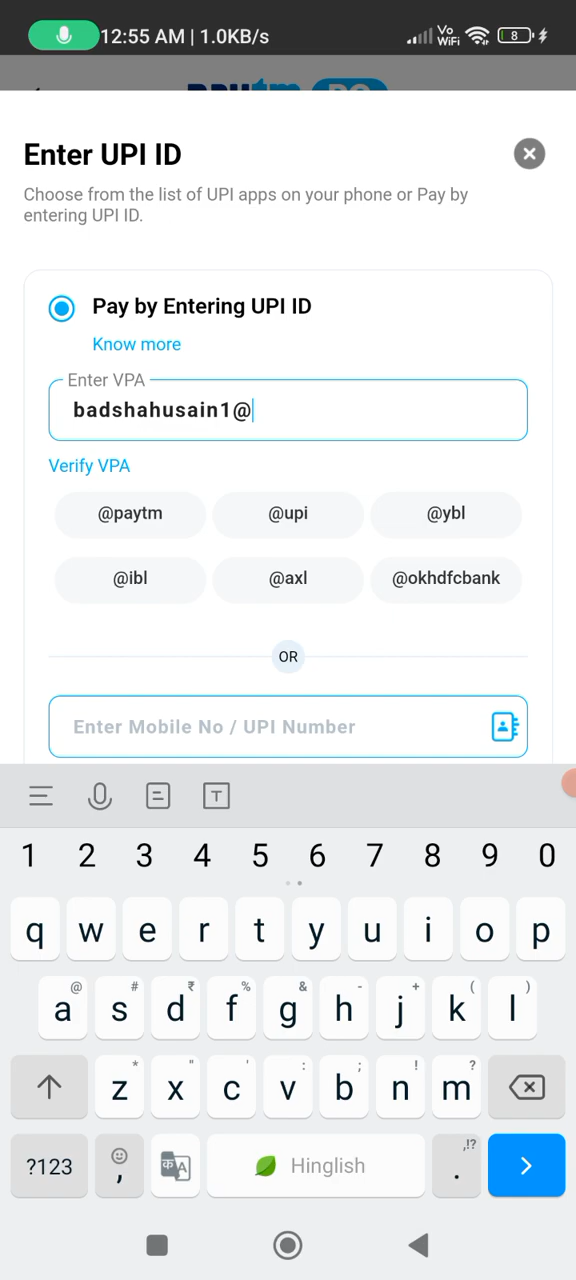 12:55 AM | 1.0KB/s Vo WiFi 8
Enter UPI ID
Choose from the list of UPI apps on your phone or Pay by
entering UPI ID.
Pay by Entering UPI ID
Know more
Enter VPA
badshahusain1@
Verify VPA
@paytm @upi @ybl
@ibl @axl @okhdfcbank
OR
Enter Mobile No / UPI Number
T
1 2 3 4 5 6 7 8 9 0
q w e r t y u i o p
@ # ₹ % & - + ( )
a s d f g h j k l
* " ' : ; ! ?
z x c v b n m
,!?
?123 , क A Hinglish .